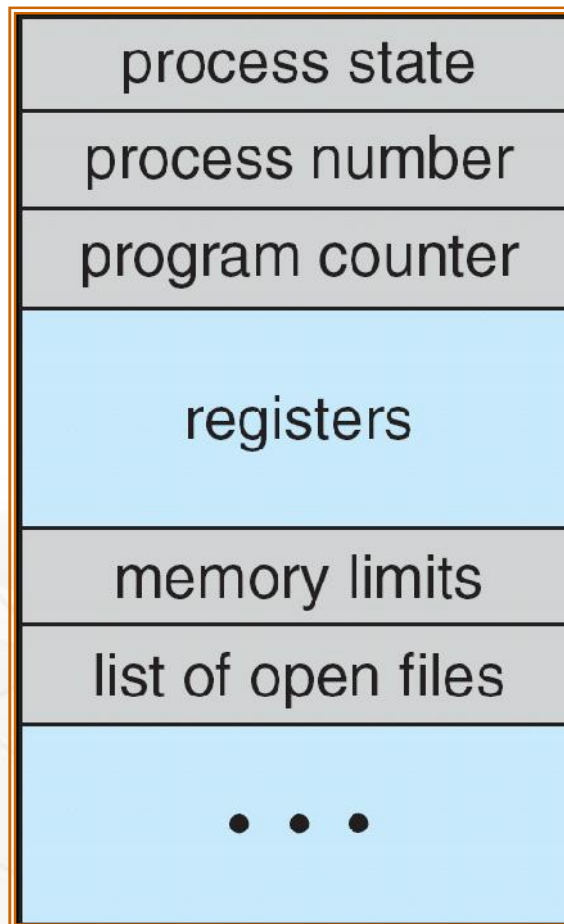 process state
process number
program counter
registers
memory limits
list of open files
• • •